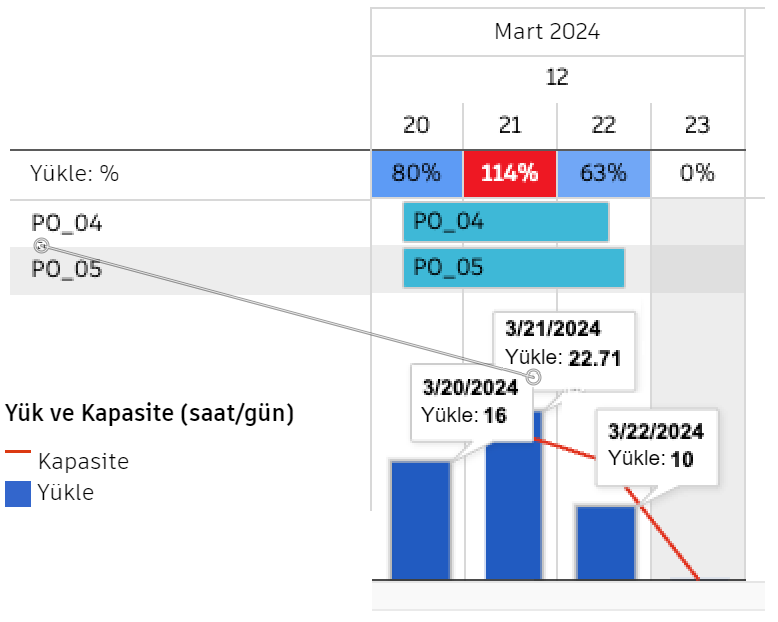 Mart 2024
12
20 21 22 23
Yükle: % 80% 114% 63% 0%
PO_04 PO_04
PO_05 PO_05
3/21/2024
Yükle: 22.71
3/20/2024
Yükle: 16
3/22/2024
Yükle: 10
Yük ve Kapasite (saat/gün)
Kapasite
Yükle